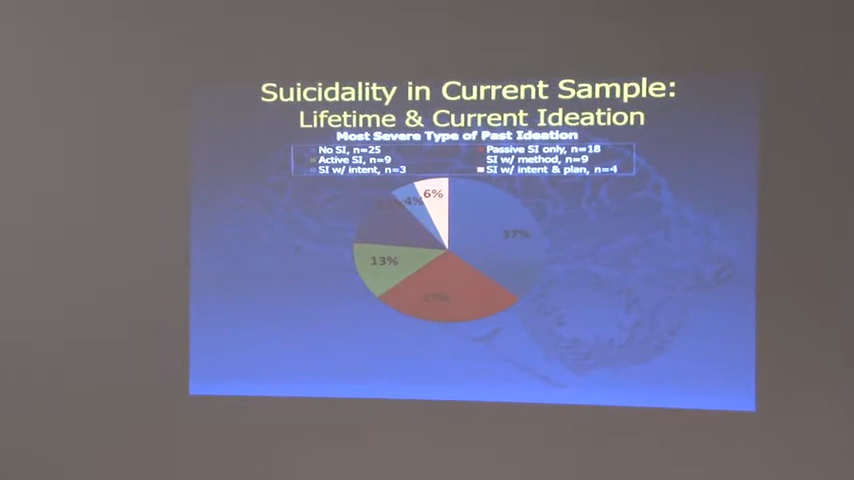 Suicidality in Current Sample:
Lifetime & Current Ideation
Most Severe Type of Past Ideation
No SI, n=25
Passive SI only, n=18
Active SI, n=9
SI w/ method, n=9
SI w/ intent, n=3
SI w/ intent & plan, n=4
6%
4%
37%
13%